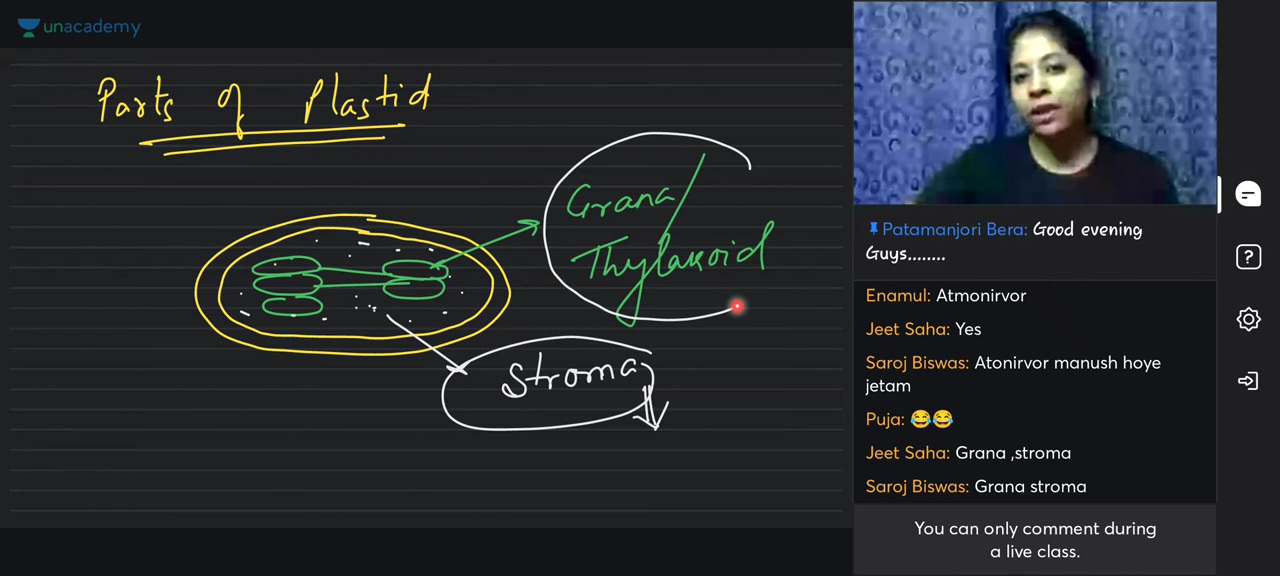 unacademy
Parts of Plastid
Grana/
Thylakoid
Stroma
Patamanjori Bera: Good evening
Guys........
Enamul: Atmonirvor
Jeet Saha: Yes
Saroj Biswas: Atonirvor manush hoye
jetam
Puja: 😂😂
Jeet Saha: Grana ,stroma
Saroj Biswas: Grana stroma
You can only comment during
a live class.
?